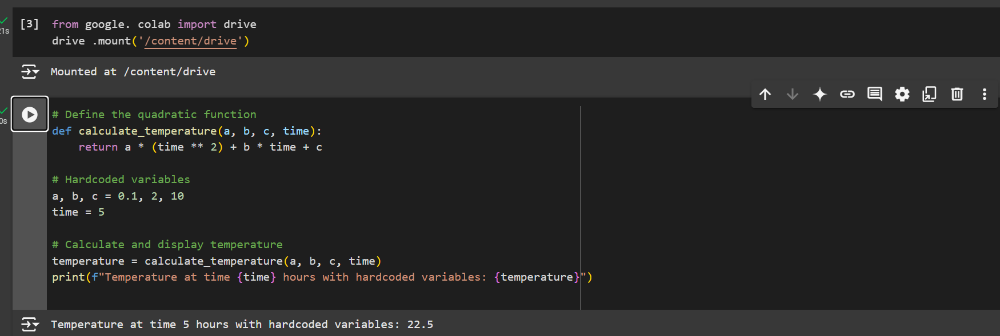 [3] from google. colab import drive
drive .mount('/content/drive')
21s
Mounted at /content/drive
0s
# Define the quadratic function
def calculate_temperature(a, b, c, time):
    return a * (time ** 2) + b * time + c
# Hardcoded variables
a, b, c = 0.1, 2, 10
time = 5
# Calculate and display temperature
temperature = calculate_temperature(a, b, c, time)
print(f"Temperature at time {time} hours with hardcoded variables: {temperature}")
Temperature at time 5 hours with hardcoded variables: 22.5